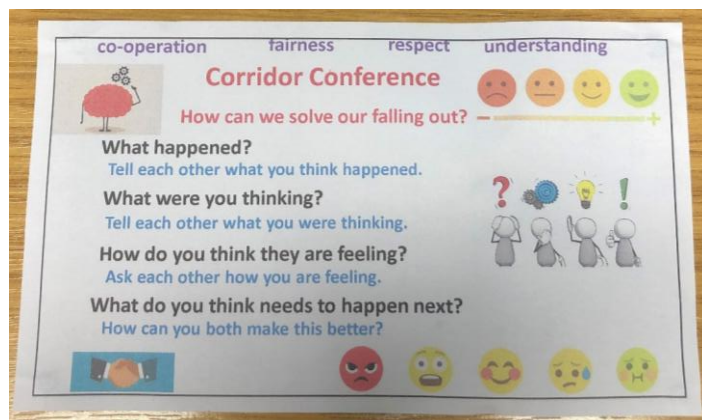 co-operation fairness respect understanding
Corridor Conference
How can we solve our falling out? − +
What happened?
Tell each other what you think happened.
What were you thinking?
Tell each other what you were thinking.
How do you think they are feeling?
Ask each other how you are feeling.
What do you think needs to happen next?
How can you both make this better?